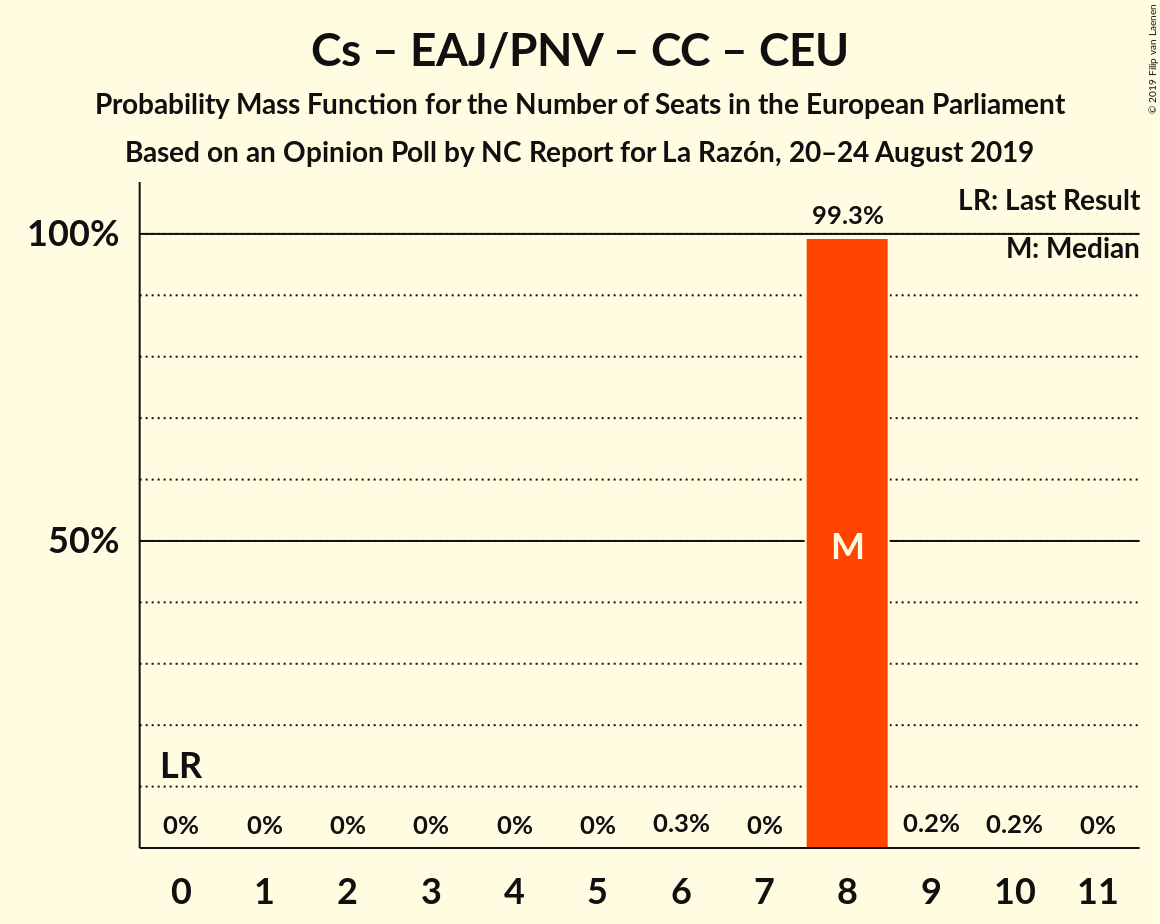 Cs – EAJ/PNV – CC – CEU
Probability Mass Function for the Number of Seats in the European Parliament
Based on an Opinion Poll by NC Report for La Razón, 20–24 August 2019
© 2019 Filip van Laenen
LR: Last Result
M: Median
99.3%
100%
50%
M
LR
0% 0% 0% 0% 0% 0% 0.3% 0% 0.2% 0.2% 0%
0 1 2 3 4 5 6 7 8 9 10 11